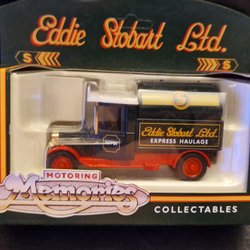 Eddie Stobart Ltd.
S S
Eddie Stobart Ltd.
EXPRESS HAULAGE
MOTORING
Memories
COLLECTABLES